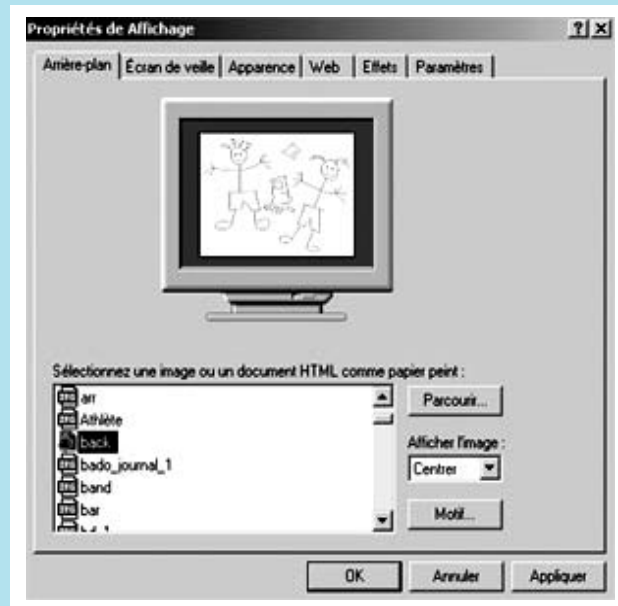 Propriétés de Affichage
Arrière-plan Écran de veille Apparence Web Effets Paramètres
Sélectionnez une image ou un document HTML comme papier peint :
arr
Athlète
back
bado_journal_1
band
bar
Parcourir...
Afficher l'image :
Centrer
Motif...
OK Annuler Appliquer